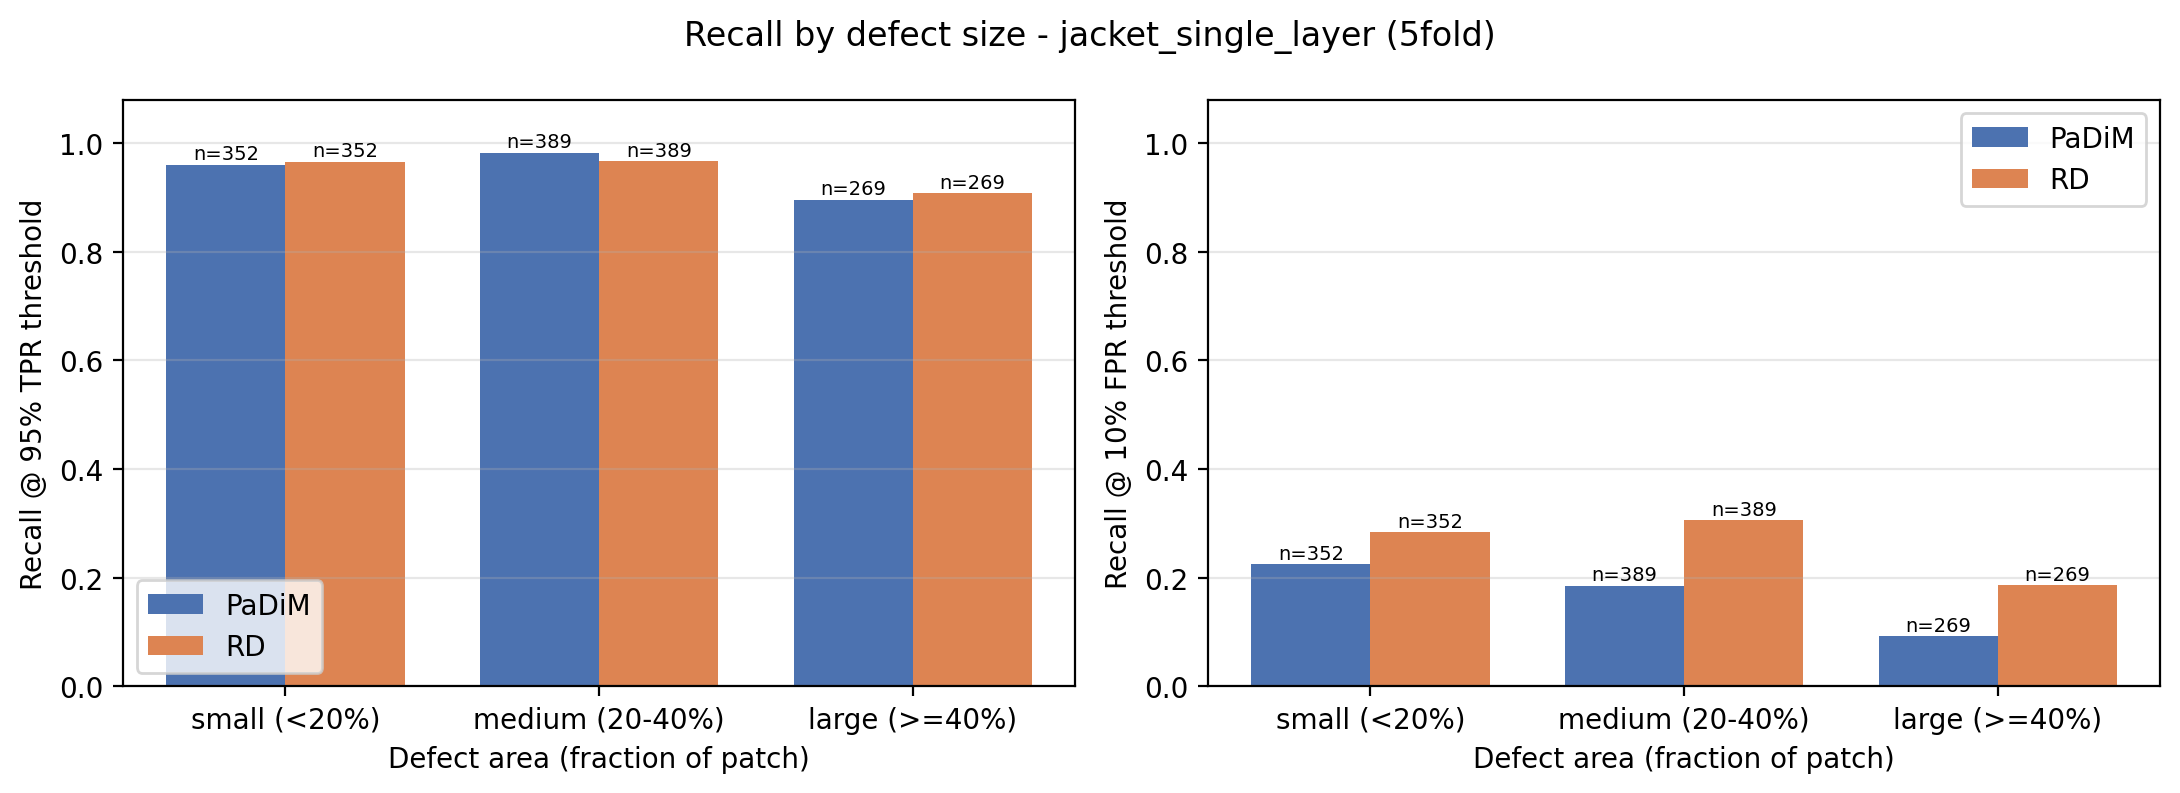 Recall by defect size - jacket_single_layer (5fold)
Recall @ 95% TPR threshold
1.0
0.8
0.6
0.4
0.2
0.0
n=352
n=352
n=389
n=389
n=269
n=269
PaDiM
RD
small (<20%)
medium (20-40%)
large (>=40%)
Defect area (fraction of patch)
Recall @ 10% FPR threshold
1.0
0.8
0.6
0.4
0.2
0.0
PaDiM
RD
n=352
n=352
n=389
n=389
n=269
n=269
small (<20%)
medium (20-40%)
large (>=40%)
Defect area (fraction of patch)